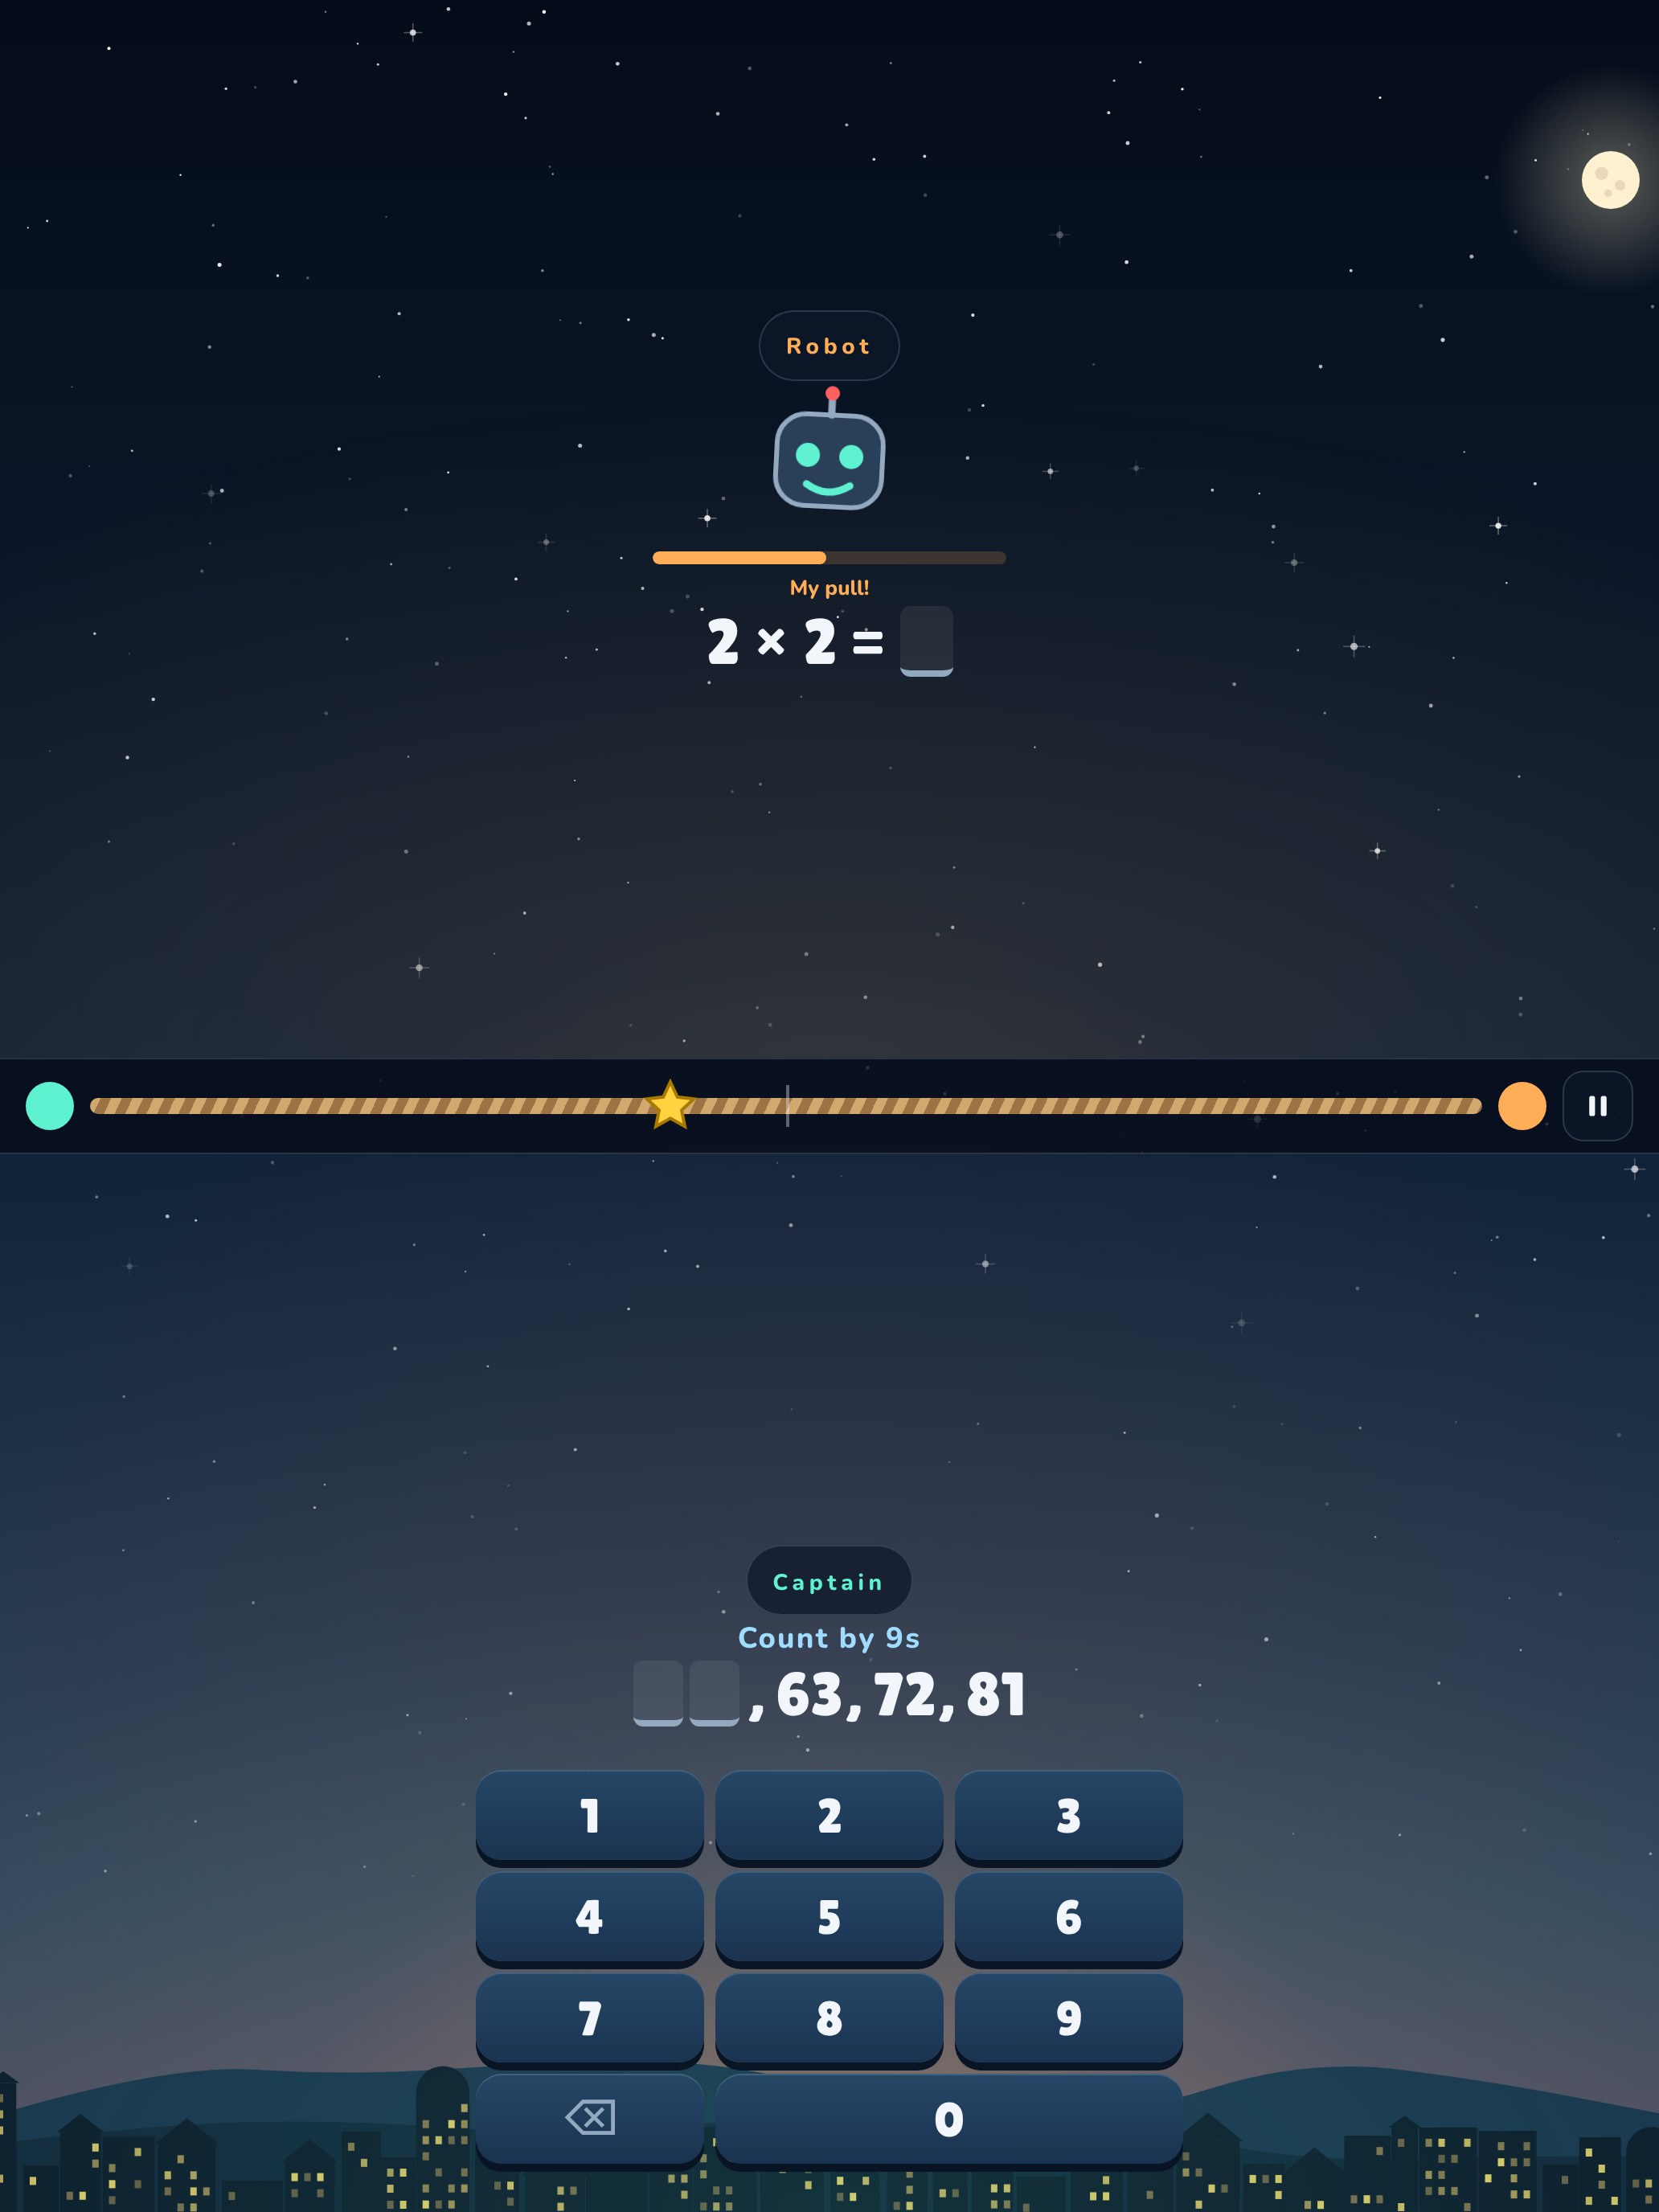 Robot
My pull!
2 × 2 =
Captain
Count by 9s
, 63, 72, 81
1 2 3
4 5 6
7 8 9
0